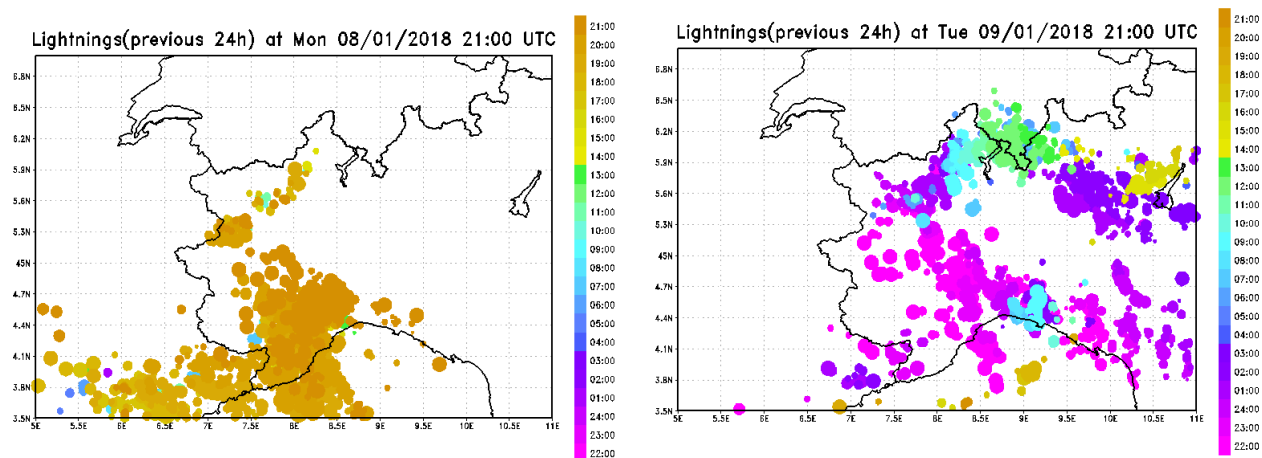 Lightnings(previous 24h) at Mon 08/01/2018 21:00 UTC
6.8N
6.5N
6.2N
5.9N
5.6N
5.3N
45N
4.7N
4.4N
4.1N
3.8N
3.5N
5E 5.5E 6E 6.5E 7E 7.5E 8E 8.5E 9E 9.5E 10E 10.5E 11E
21:00
20:00
19:00
18:00
17:00
16:00
15:00
14:00
13:00
12:00
11:00
10:00
09:00
08:00
07:00
06:00
05:00
04:00
03:00
02:00
01:00
24:00
23:00
22:00
Lightnings(previous 24h) at Tue 09/01/2018 21:00 UTC
6.8N
6.5N
6.2N
5.9N
5.6N
5.3N
45N
4.7N
4.4N
4.1N
3.8N
3.5N
5E 5.5E 6E 6.5E 7E 7.5E 8E 8.5E 9E 9.5E 10E 10.5E 11E
21:00
20:00
19:00
18:00
17:00
16:00
15:00
14:00
13:00
12:00
11:00
10:00
09:00
08:00
07:00
06:00
05:00
04:00
03:00
02:00
01:00
24:00
23:00
22:00